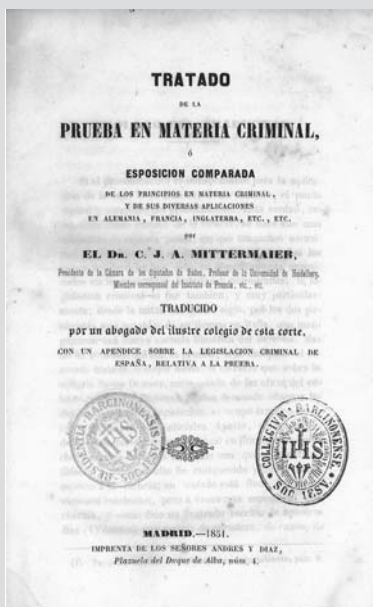 TRATADO
DE LA
PRUEBA EN MATERIA CRIMINAL,
ó
ESPOSICION COMPARADA
DE LOS PRINCIPIOS EN MATERIA CRIMINAL,
Y DE SUS DIVERSAS APLICACIONES
EN ALEMANIA, FRANCIA, INGLATERRA, ETC., ETC.
por
EL DR. C. J. A. MITTERMAIER,
Presidente de la Cámara de los diputados de Baden, Profesor de la Universidad de Heidelberg,
Miembro corresponsal del Instituto de Francia, etc., etc.
TRADUCIDO
por un abogado del ilustre colegio de esta corte.
CON UN APENDICE SOBRE LA LEGISLACION CRIMINAL DE
ESPAÑA, RELATIVA A LA PRUEBA.
BARCINONENSIS
IHS
COLLEGIVM BARCINONENSE
SOC. IESV.
IHS
MADRID.—1851.
IMPRENTA DE LOS SEÑORES ANDRES Y DIAZ,
Plazuela del Duque de Alba, núm. 4.